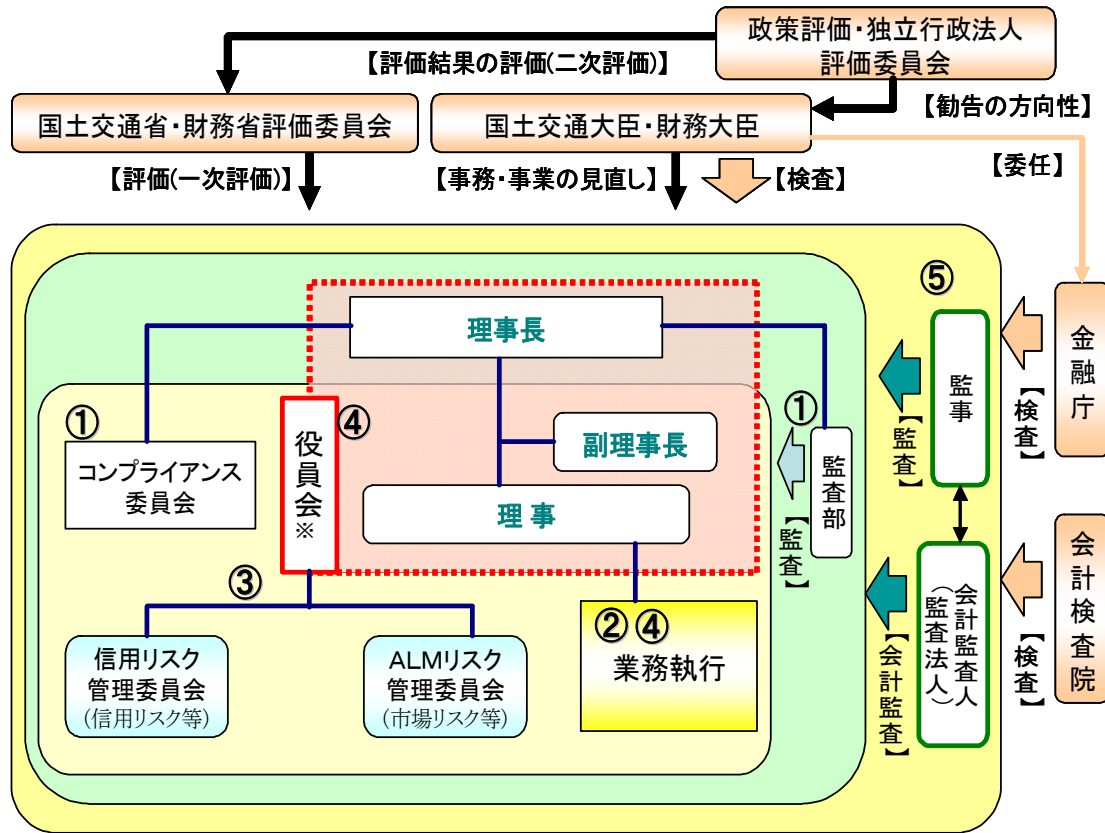 政策評価・独立行政法人
評価委員会
【評価結果の評価(二次評価)】
【勧告の方向性】
国土交通省・財務省評価委員会
国土交通大臣・財務大臣
【委任】
【評価(一次評価)】
【事務・事業の見直し】
【検査】
理事長
①
コンプライアンス
委員会
役員会※
④
副理事長
理 事
①
監査部
【監査】
③
信用リスク
管理委員会
(信用リスク等)
ALMリスク
管理委員会
(市場リスク等)
② ④
業務執行
⑤
監事
【監査】
金融庁
【検査】
会計監査人
(監査法人)
【会計監査】
会計検査院
【検査】